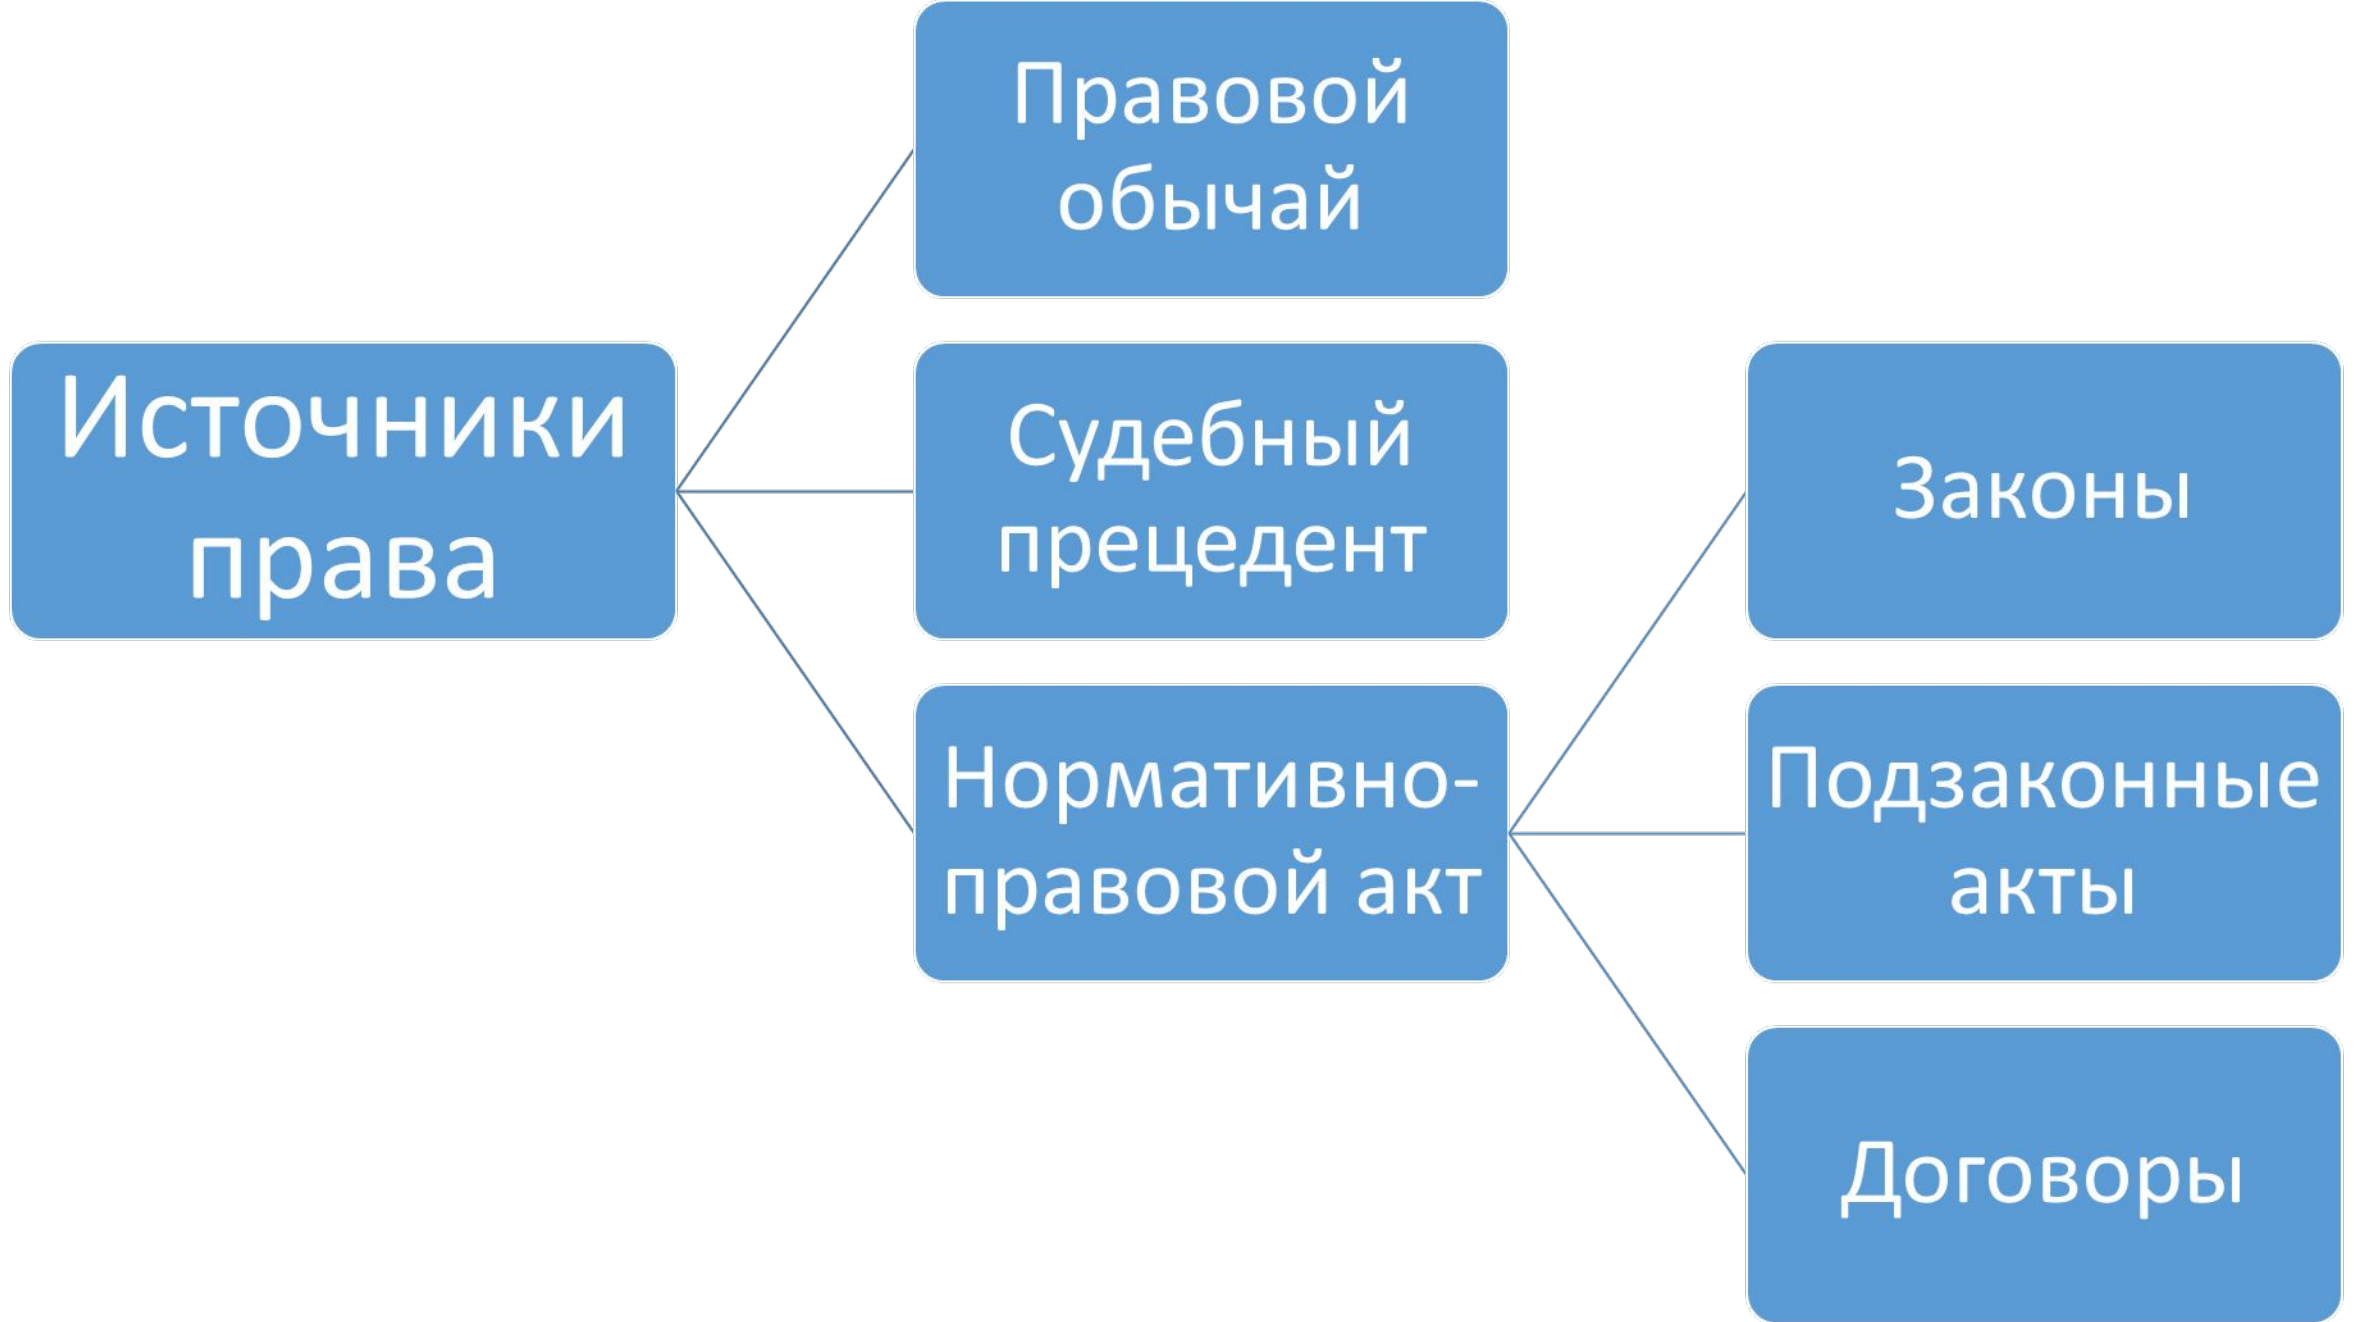 Источники
права
Правовой
обычай
Судебный
прецедент
Нормативно-
правовой акт
Законы
Подзаконные
акты
Договоры